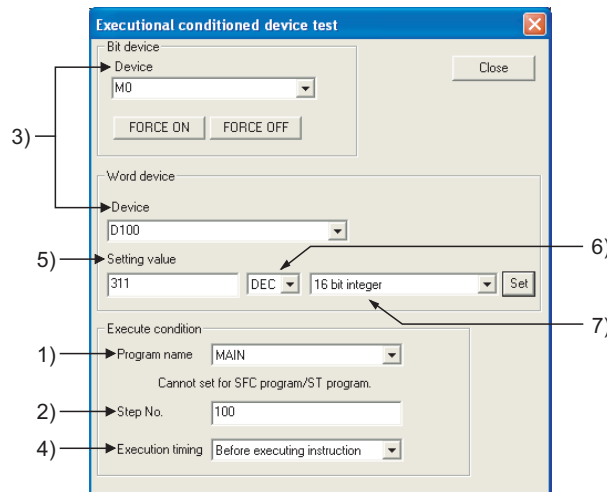 Executional conditioned device test
Bit device
Device
M0
Close
FORCE ON FORCE OFF
3)
Word device
Device
D100
6)
5) Setting value
311 DEC 16 bit integer Set
7)
Execute condition
1) Program name MAIN
Cannot set for SFC program/ST program.
2) Step No. 100
4) Execution timing Before executing instruction